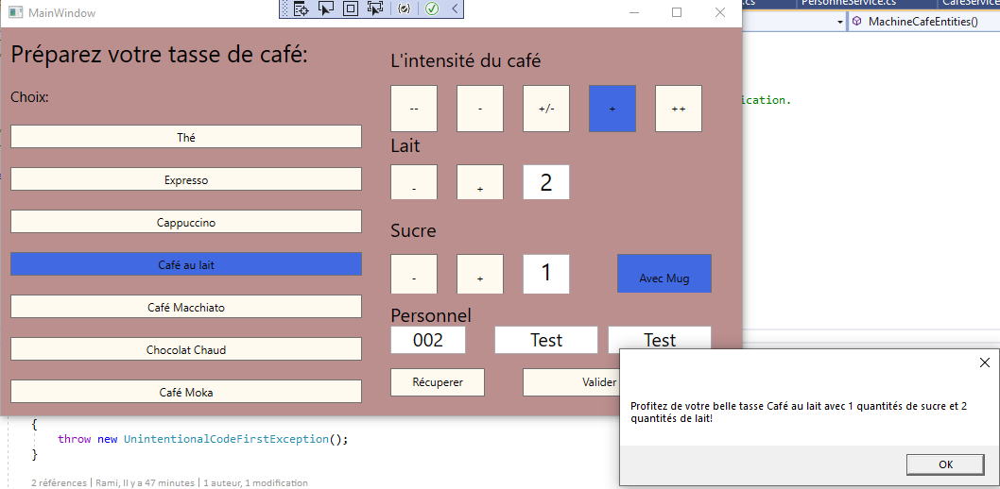 MainWindow
.cs
PersonneService.cs
CafeService
MachineCafeEntities()
Préparez votre tasse de café:
L'intensité du café
Choix:
--
-
+/-
+
++
ication.
Thé
Lait
Expresso
-
+
2
Cappuccino
Sucre
Café au lait
-
+
1
Avec Mug
Café Macchiato
Personnel
002
Test
Test
Chocolat Chaud
Récuperer
Valider
Café Moka
Profitez de votre belle tasse Café au lait avec 1 quantités de sucre et 2
quantités de lait!
OK
{
throw new UnintentionalCodeFirstException();
}
2 références | Rami, Il y a 47 minutes | 1 auteur, 1 modification